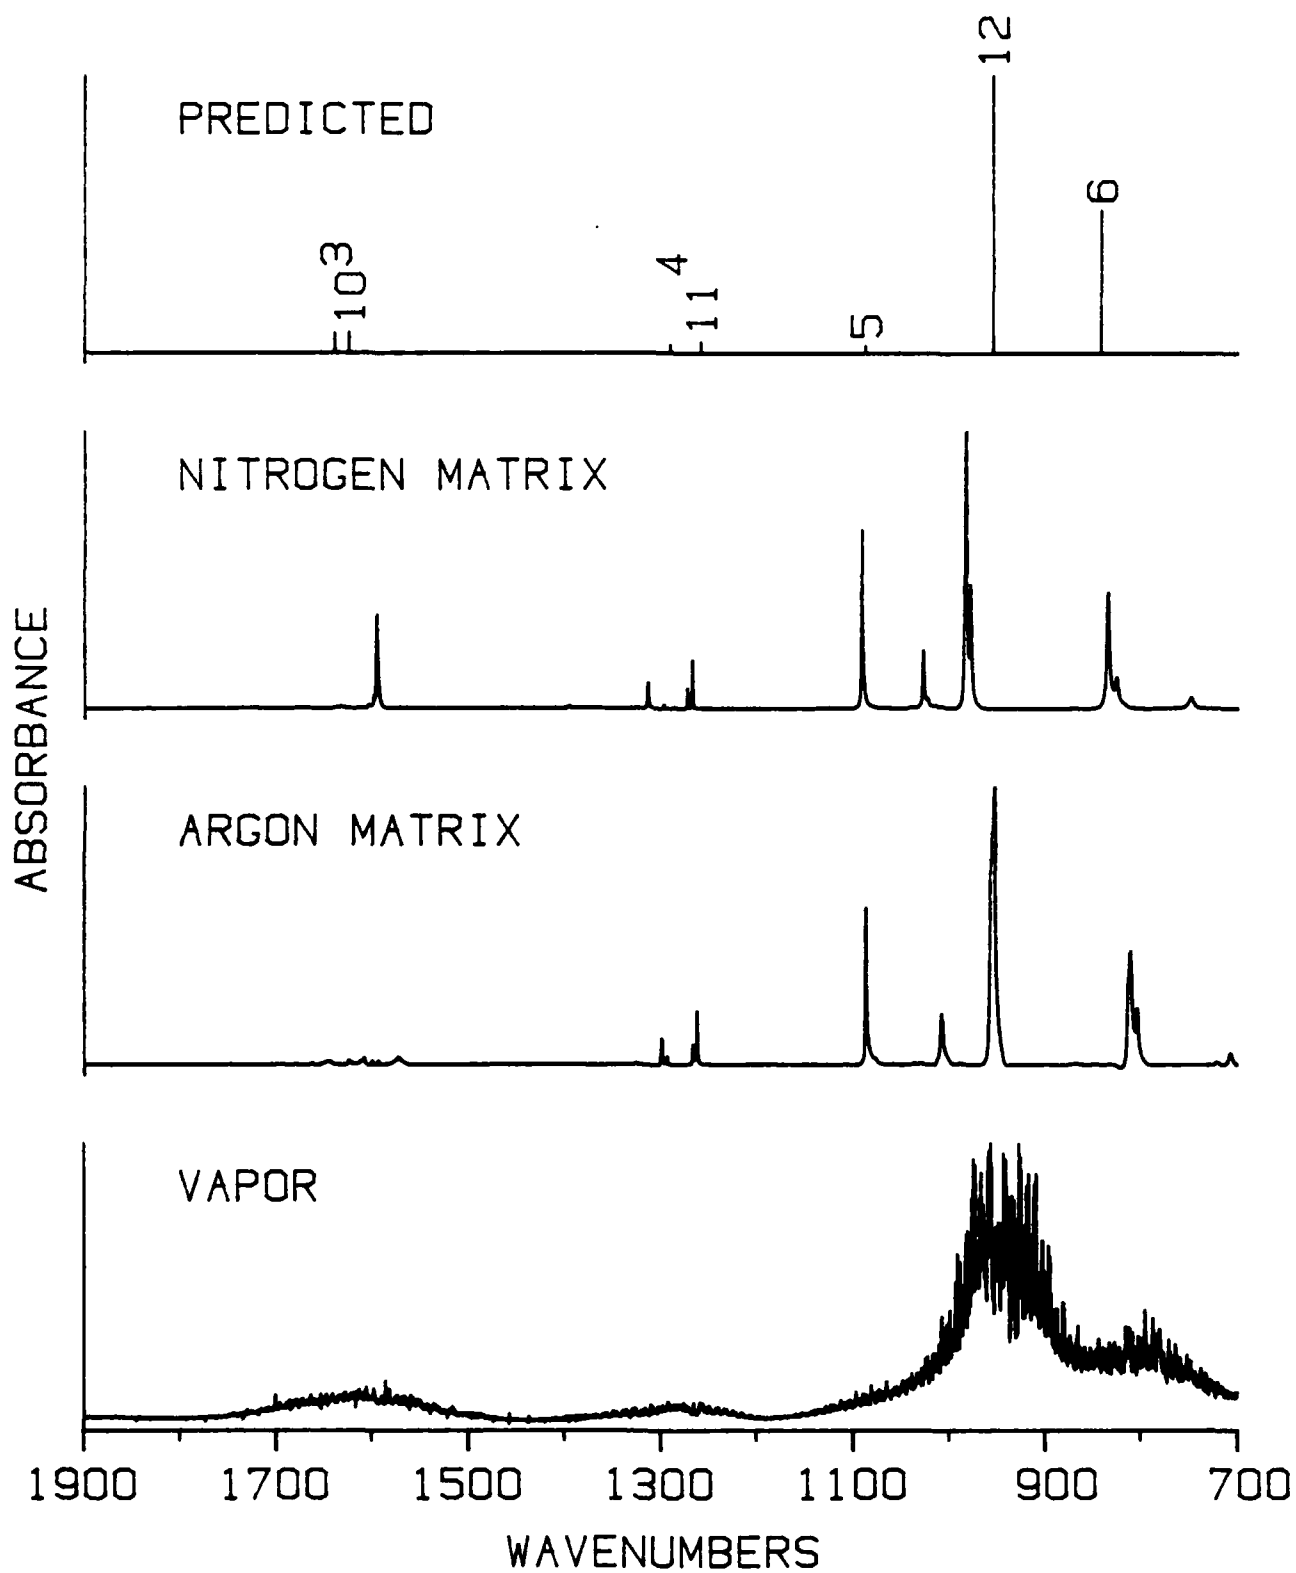 12
PREDICTED
6
3
10
4
11
5
NITROGEN MATRIX
ABSORBANCE
ARGON MATRIX
VAPOR
1900 1700 1500 1300 1100 900 700
WAVENUMBERS